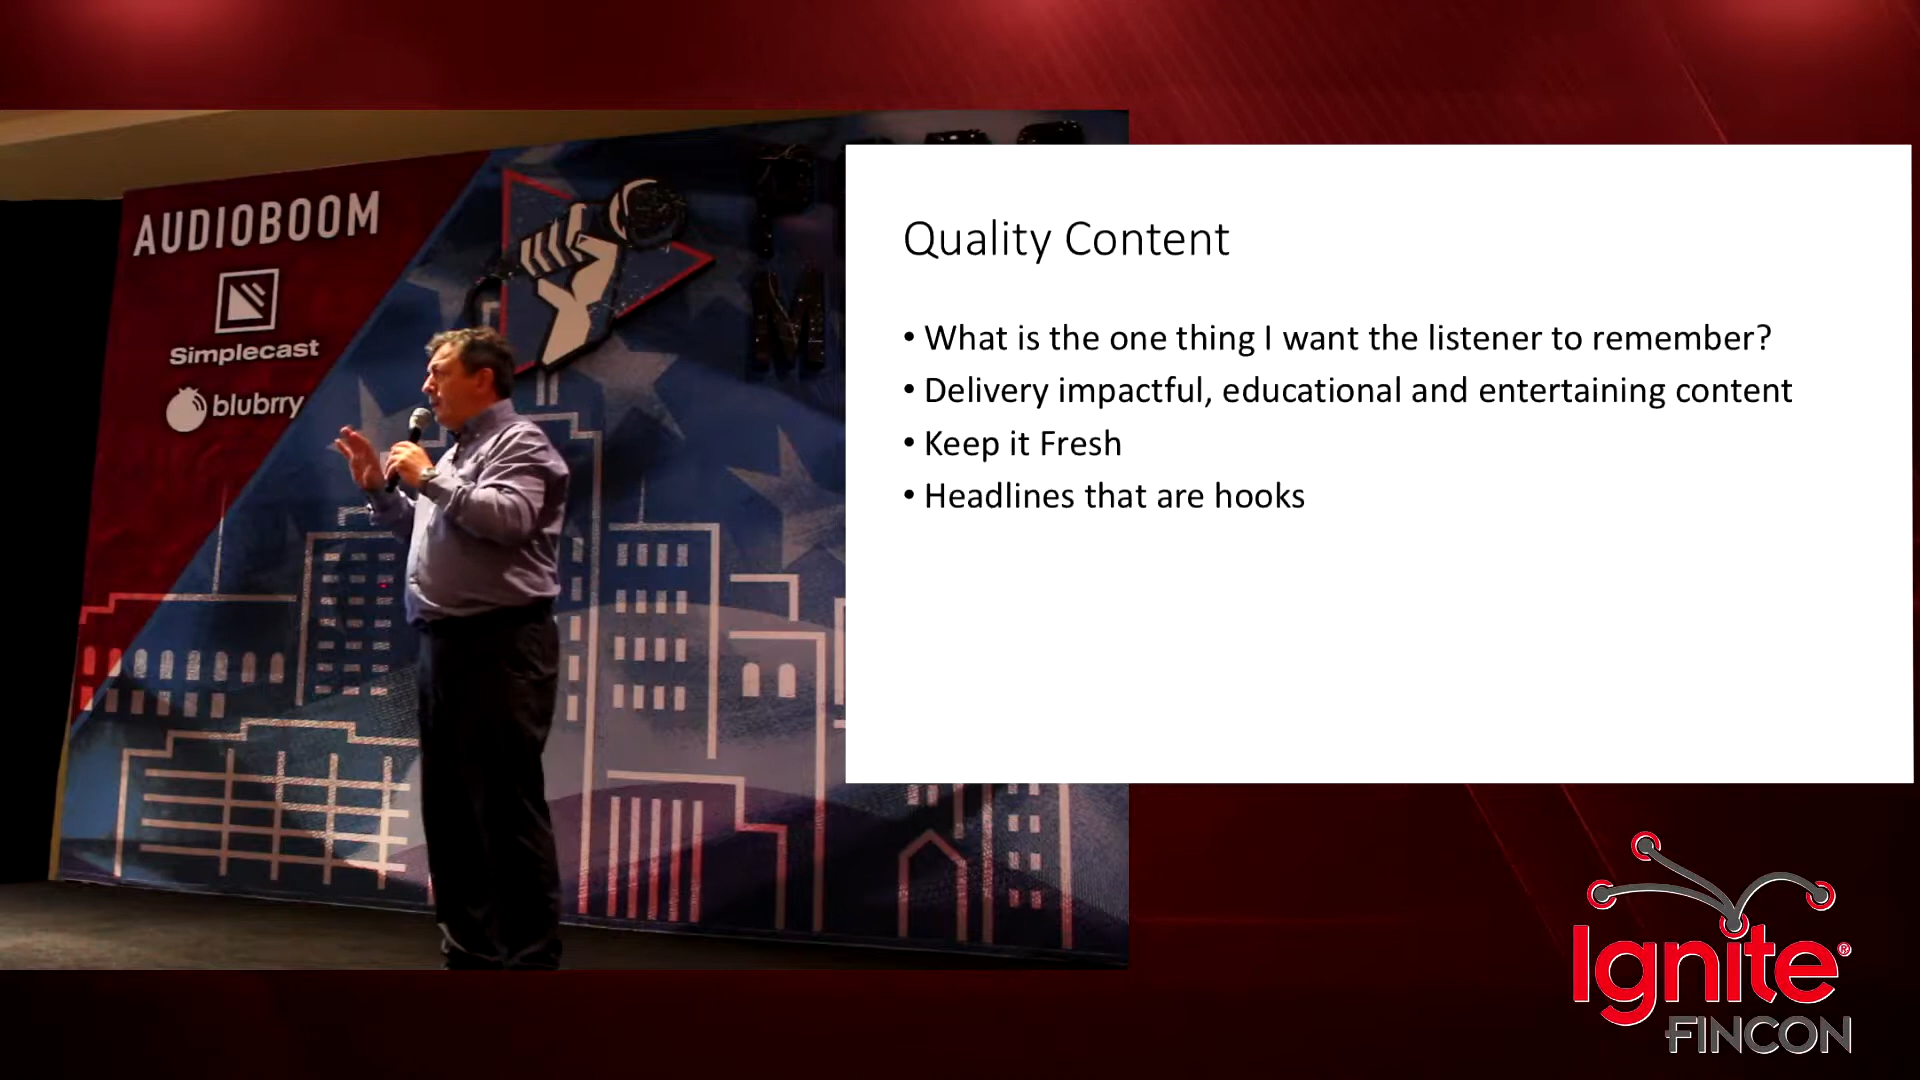 AUDIOBOOM
Simplecast
blubrry
Quality Content
• What is the one thing I want the listener to remember?
• Delivery impactful, educational and entertaining content
• Keep it Fresh
• Headlines that are hooks
Ignite®
FINCON